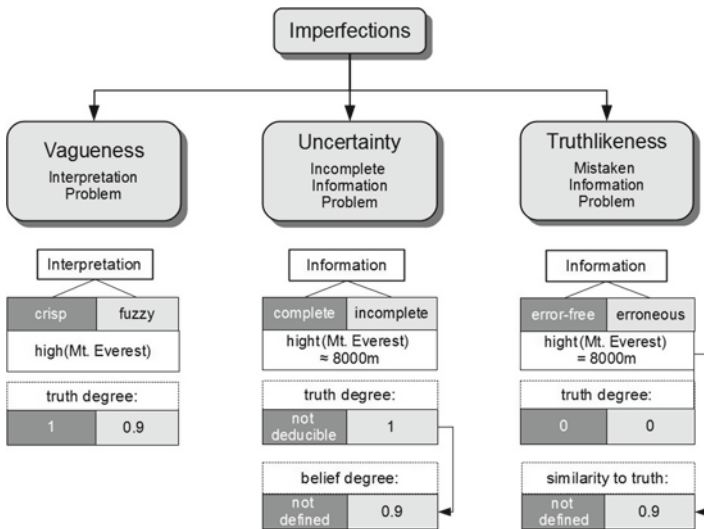 Imperfections
Vagueness
Interpretation
Problem
Uncertainty
Incomplete
Information
Problem
Truthlikeness
Mistaken
Information
Problem
Interpretation
crisp
fuzzy
high(Mt. Everest)
truth degree:
1
0.9
Information
complete
incomplete
hight(Mt. Everest)
≈ 8000m
truth degree:
not
deducible
1
belief degree:
not
defined
0.9
Information
error-free
erroneous
hight(Mt. Everest)
= 8000m
truth degree:
0
0
similarity to truth:
not
defined
0.9